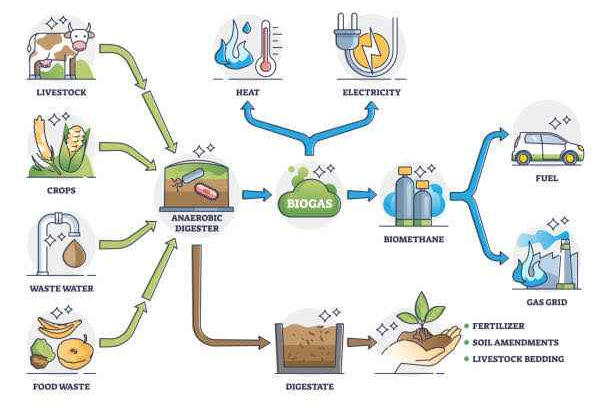 LIVESTOCK
HEAT
ELECTRICITY
CROPS
FUEL
ANAEROBIC
DIGESTER
BIOGAS
BIOMETHANE
WASTE WATER
GAS GRID
FOOD WASTE
DIGESTATE
FERTILIZER
SOIL AMENDMENTS
LIVESTOCK BEDDING